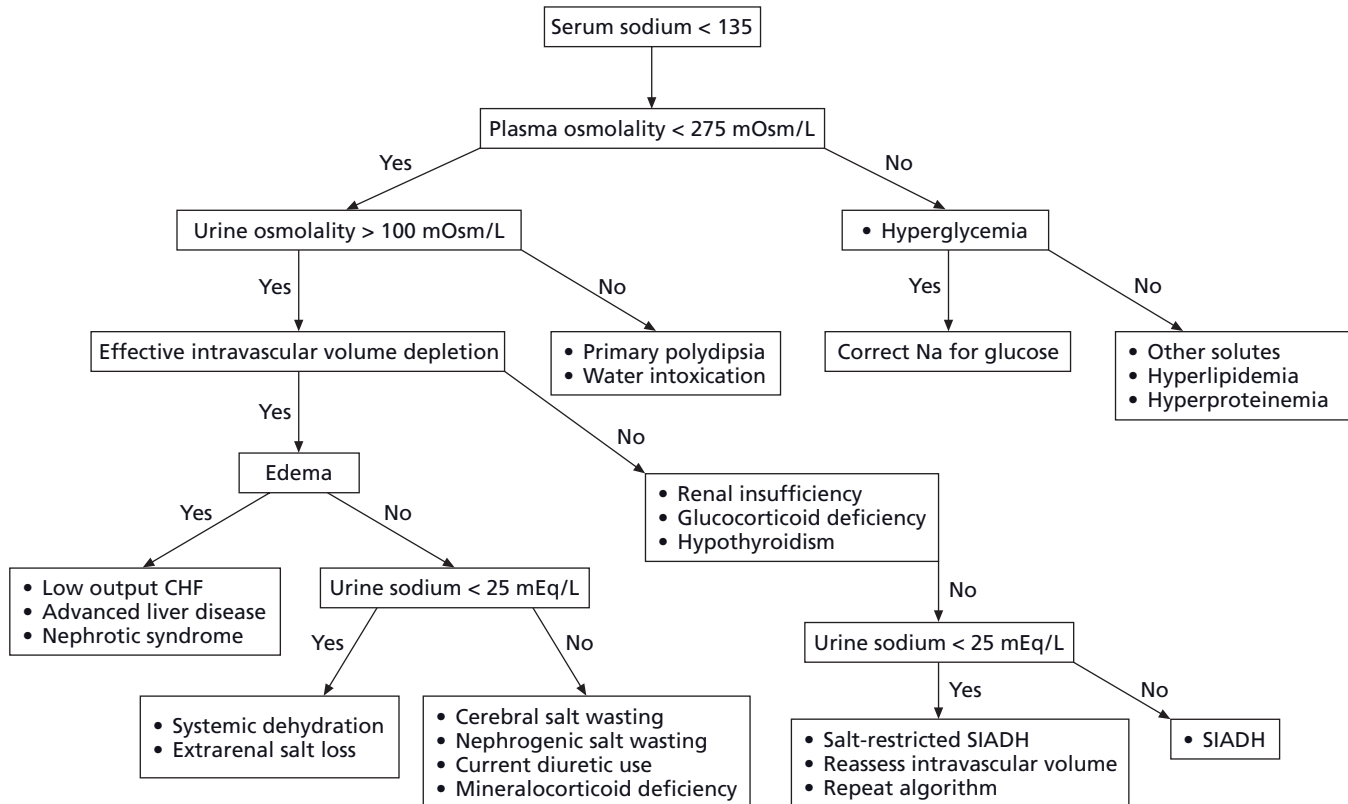 Serum sodium < 135
Plasma osmolality < 275 mOsm/L
Yes
No
Urine osmolality > 100 mOsm/L
• Hyperglycemia
Yes
No
Yes
No
Effective intravascular volume depletion
• Primary polydipsia
• Water intoxication
Correct Na for glucose
• Other solutes
• Hyperlipidemia
• Hyperproteinemia
Yes
No
Edema
• Renal insufficiency
• Glucocorticoid deficiency
• Hypothyroidism
Yes
No
• Low output CHF
• Advanced liver disease
• Nephrotic syndrome
Urine sodium < 25 mEq/L
No
Urine sodium < 25 mEq/L
Yes
No
Yes
No
• Systemic dehydration
• Extrarenal salt loss
• Cerebral salt wasting
• Nephrogenic salt wasting
• Current diuretic use
• Mineralocorticoid deficiency
• Salt-restricted SIADH
• Reassess intravascular volume
• Repeat algorithm
• SIADH